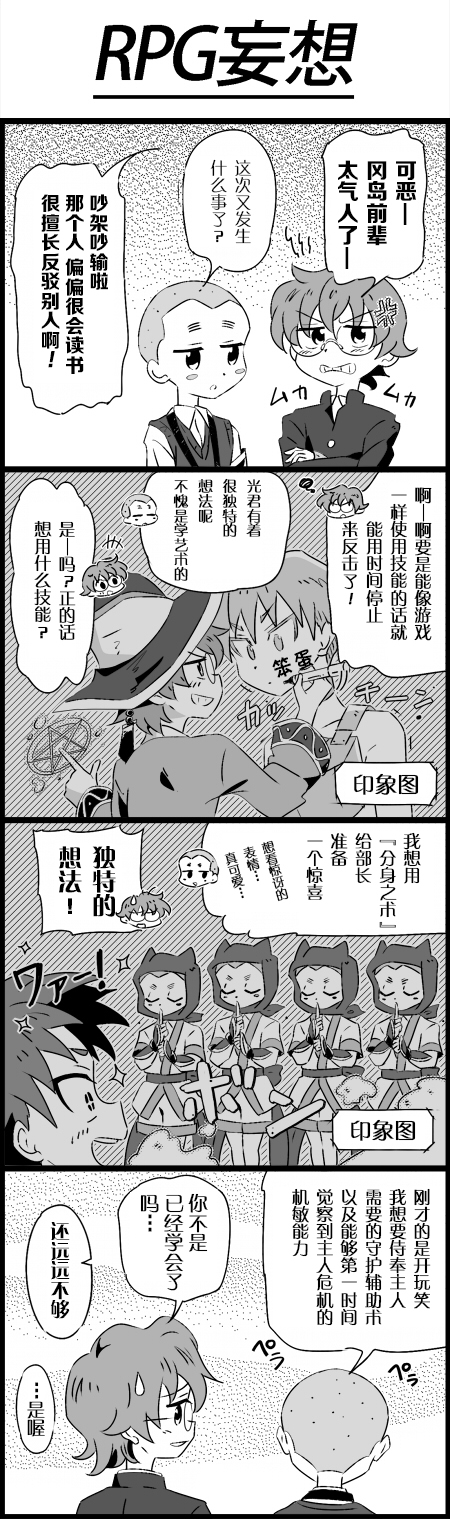 RPG妄想
可恶—
冈岛前辈
太气人了—
这次又发生
什么事了？
吵架吵输啦
那个人 偏偏很会读书
很擅长反驳别人啊！
ムカ
ムカ
啊—啊要是能像游戏
一样使用技能的话就
能用时间停止
来反击了！
光君有着
很独特的
想法呢
不愧是学艺术的
是—吗？正的话
想用什么技能？
笨蛋
カッ
チーン
印象图
我想用
『分身之术』
给部长
准备
一个惊喜
想看惊讶的
表情…
真可爱…
独特的
想法！
ワァー！
印象图
刚才的是开玩笑
我想要侍奉主人
需要的守护辅助术
以及能够第一时间
觉察到主人危机的
机敏能力
你不是
已经学会了
吗…
还远远不够
…是喔